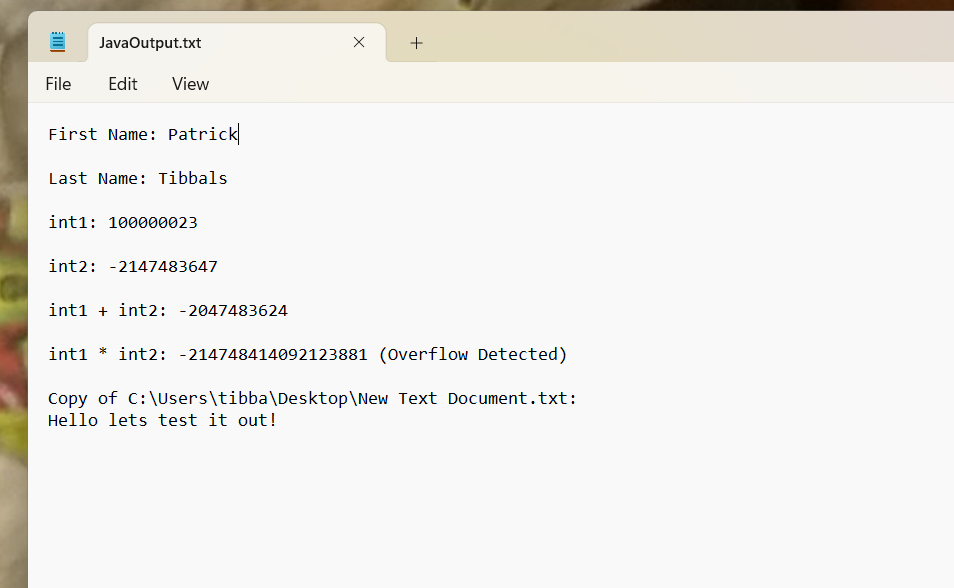 JavaOutput.txt
File Edit View
First Name: Patrick
Last Name: Tibbals
int1: 100000023
int2: -2147483647
int1 + int2: -2047483624
int1 * int2: -214748414092123881 (Overflow Detected)
Copy of C:\Users\tibba\Desktop\New Text Document.txt:
Hello lets test it out!